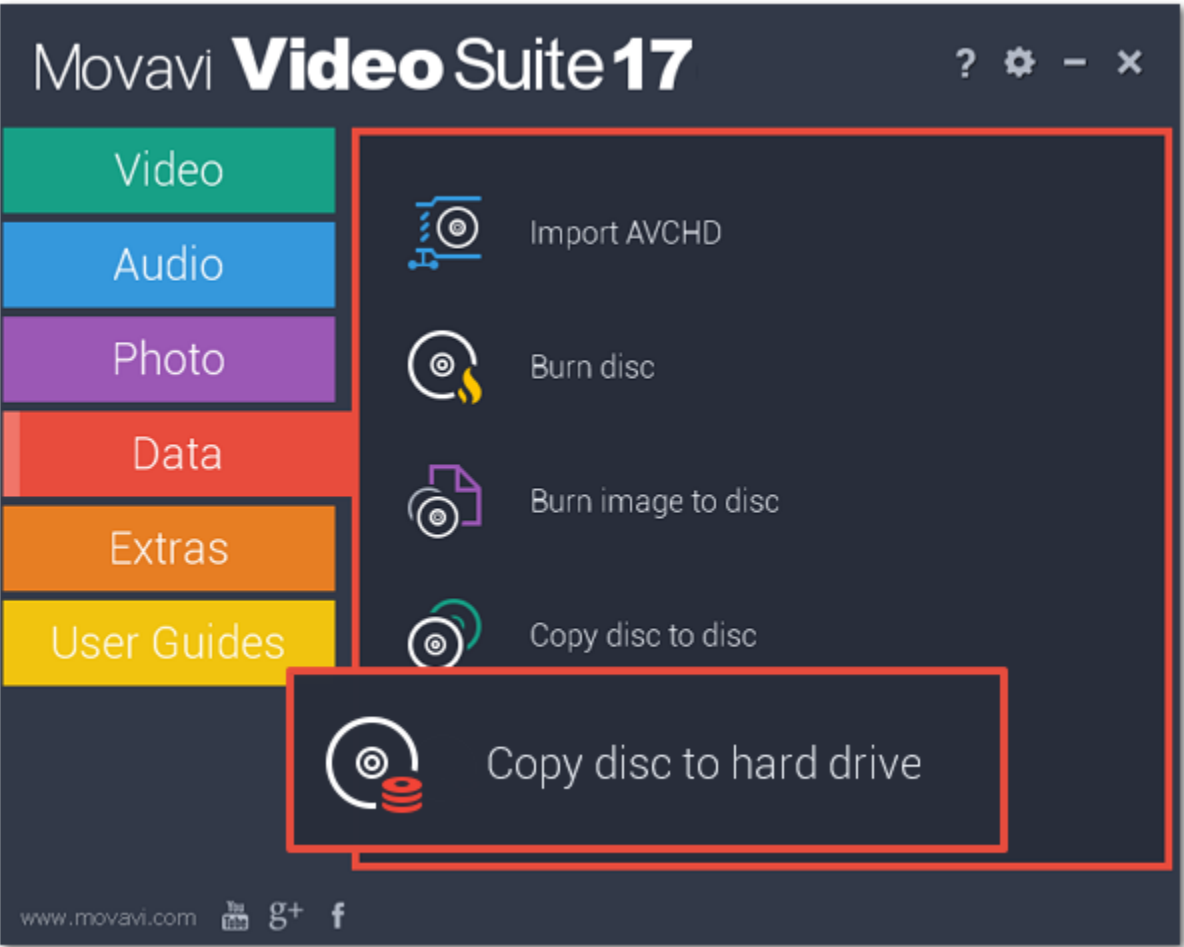 Movavi Video Suite 17
?
Video
Audio
Photo
Data
Extras
User Guides
Import AVCHD
Burn disc
Burn image to disc
Copy disc to disc
Copy disc to hard drive
www.movavi.com You Tube g+ f